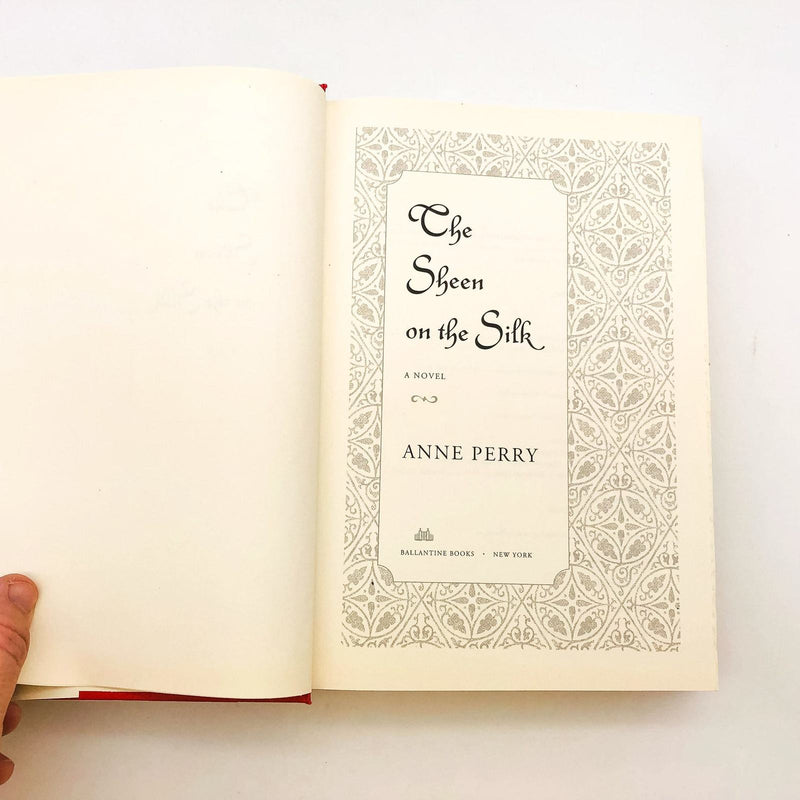 The
Sheen
on the Silk
A NOVEL
ANNE PERRY
BALLANTINE BOOKS · NEW YORK